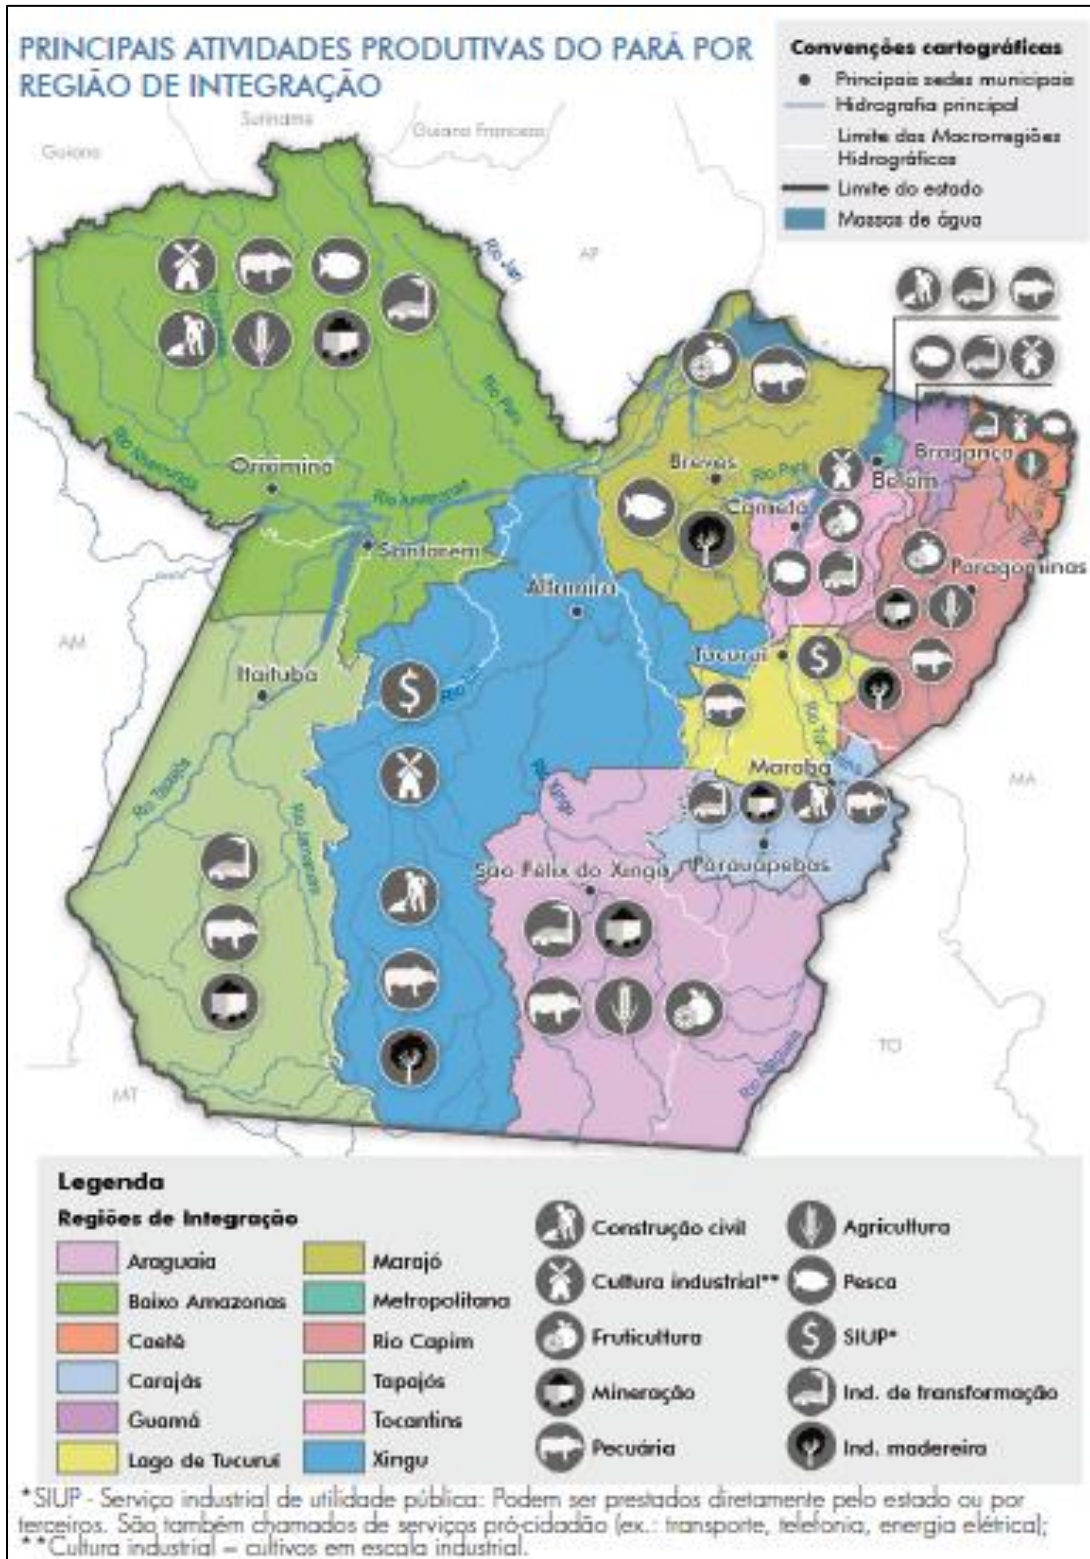 PRINCIPAIS ATIVIDADES PRODUTIVAS DO PARÁ POR
REGIÃO DE INTEGRAÇÃO
Convenções cartográficas
Principais sedes municipais
Hidrografia principal
Limite das Macrorregiões
Hidrográficas
Limite do estado
Massas de água
Suriname
Guiana Francesa
Guiana
Rio Jari
AP
Rio Paru
Rio Nhamundá
Oriximiná
Rio Amazonas
Santarém
Breves
Rio Pará
Bragança
Belém
Cametá
Paragominas
Altamira
AM
Tucuruí
Itaituba
Rio Tapajós
Marabá
MA
Rio Xingu
Rio Jamanxim
São Félix do Xingu
Parauapebas
Rio Araguaia
TO
MT
Legenda
Regiões de Integração
Araguaia
Baixo Amazonas
Caetê
Carajás
Guamá
Lago de Tucuruí
Marajó
Metropolitana
Rio Capim
Tapajós
Tocantins
Xingu
Construção civil
Cultura industrial**
Fruticultura
Mineração
Pecuária
Agricultura
Pesca
$ SIUP*
Ind. de transformação
Ind. madereira
*SIUP - Serviço industrial de utilidade pública: Podem ser prestados diretamente pelo estado ou por
terceiros. São também chamados de serviços pró-cidadão (ex.: transporte, telefonia, energia elétrica);
**Cultura industrial – cultivos em escala industrial.